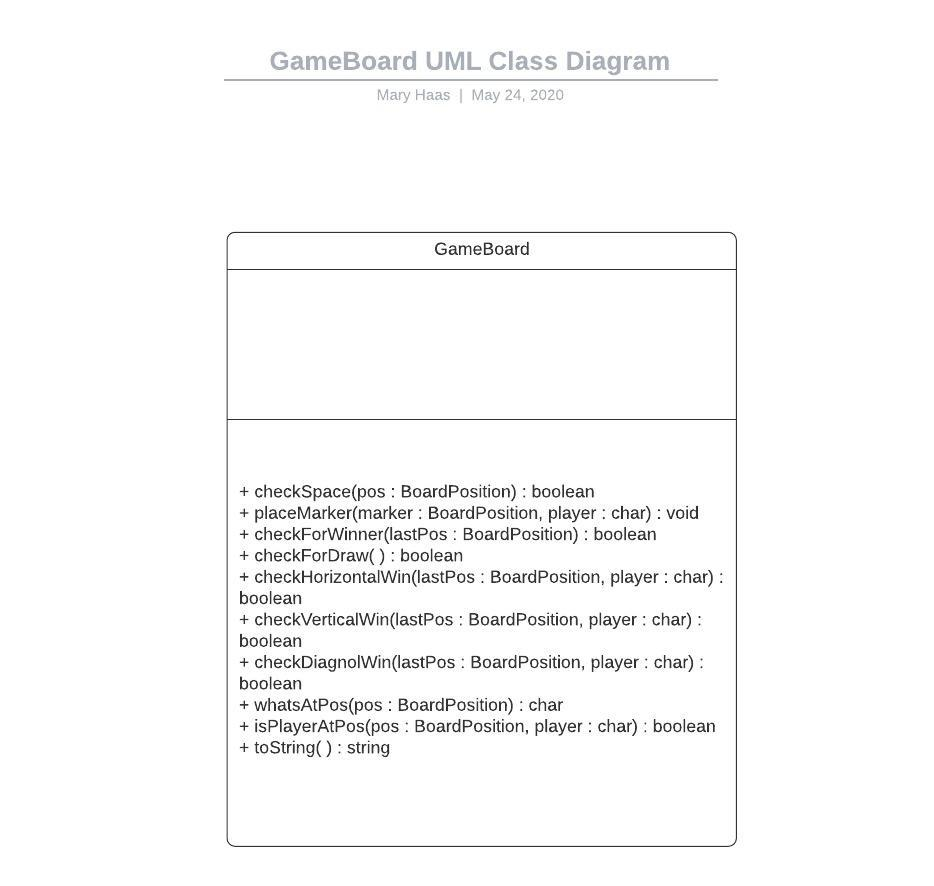 GameBoard UML Class Diagram
Mary Haas | May 24, 2020
GameBoard
+ checkSpace(pos : BoardPosition) : boolean
+ placeMarker(marker : BoardPosition, player : char) : void
+ checkForWinner(lastPos : BoardPosition) : boolean
+ checkForDraw( ) : boolean
+ checkHorizontalWin(lastPos : BoardPosition, player : char) :
boolean
+ checkVerticalWin(lastPos : BoardPosition, player : char) :
boolean
+ checkDiagnolWin(lastPos : BoardPosition, player : char) :
boolean
+ whatsAtPos(pos : BoardPosition) : char
+ isPlayerAtPos(pos : BoardPosition, player : char) : boolean
+ toString( ) : string